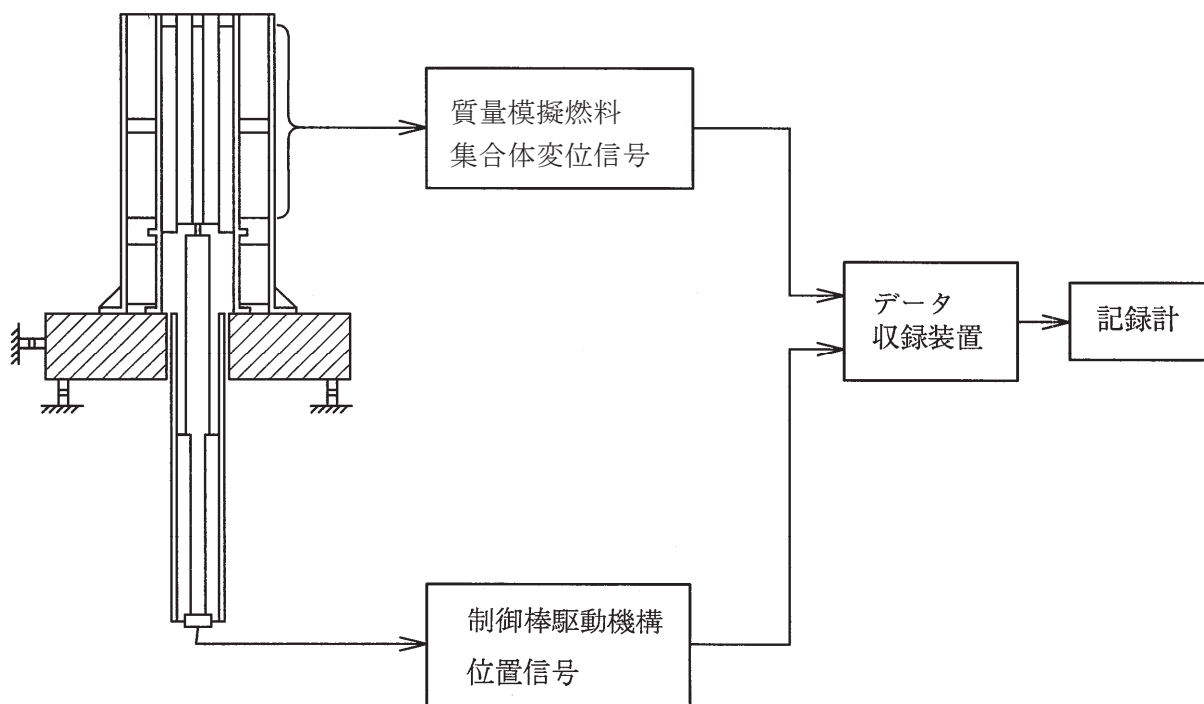 質量模擬燃料
集合体変位信号
データ
収録装置
記録計
制御棒駆動機構
位置信号